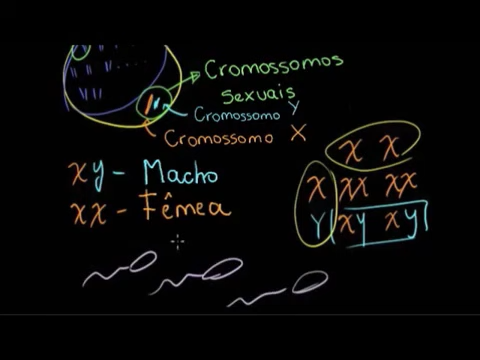 Cromossomos
Sexuais
Cromossomo Y
Cromossomo X
xy - Macho
xx - Fêmea
X X
X XX XX
Y XY XY